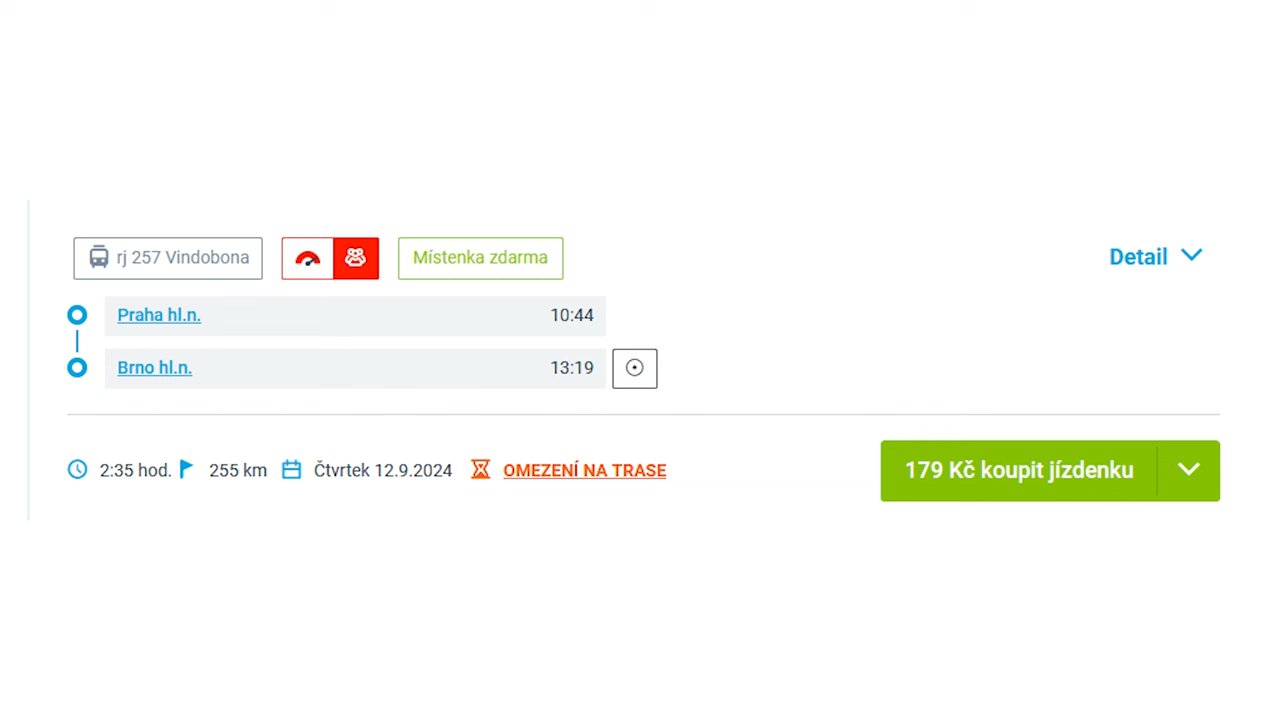 rj 257 Vindobona Místenka zdarma Detail
Praha hl.n. 10:44
Brno hl.n. 13:19
2:35 hod. 255 km Čtvrtek 12.9.2024 OMEZENÍ NA TRASE 179 Kč koupit jízdenku